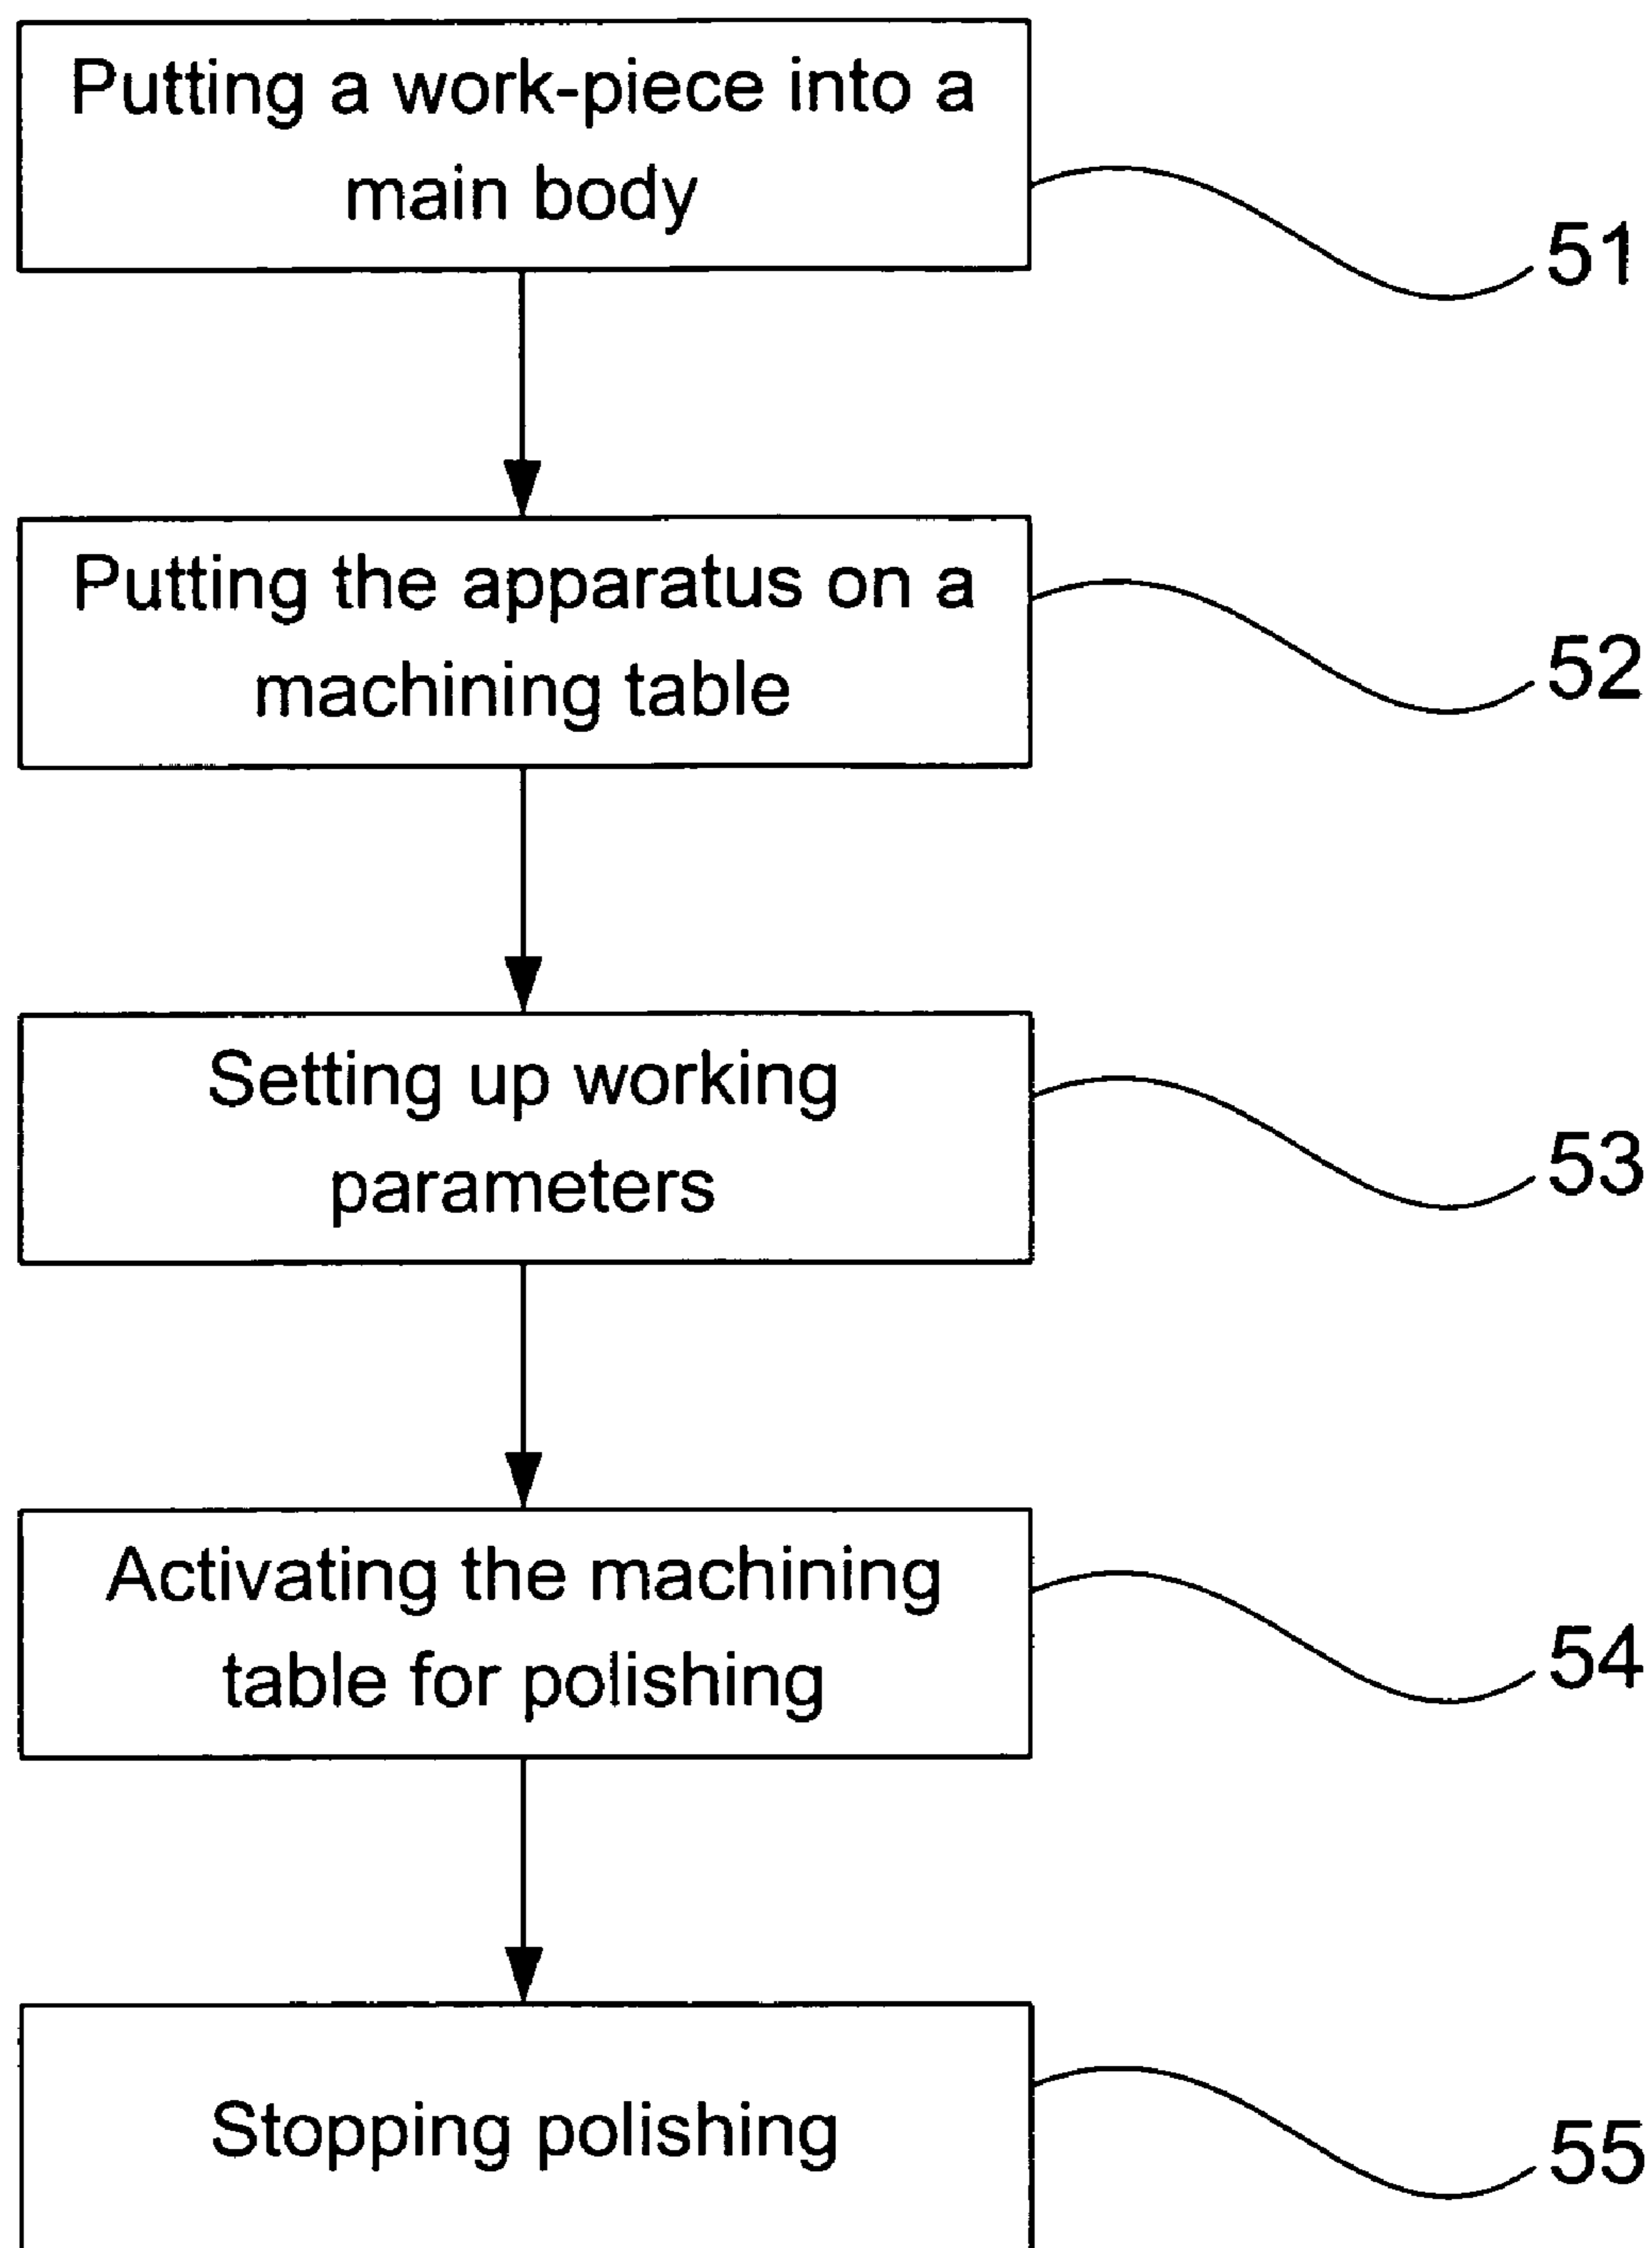 Putting a work-piece into a
main body
51
Putting the apparatus on a
machining table
52
Setting up working
parameters
53
Activating the machining
table for polishing
54
Stopping polishing
55